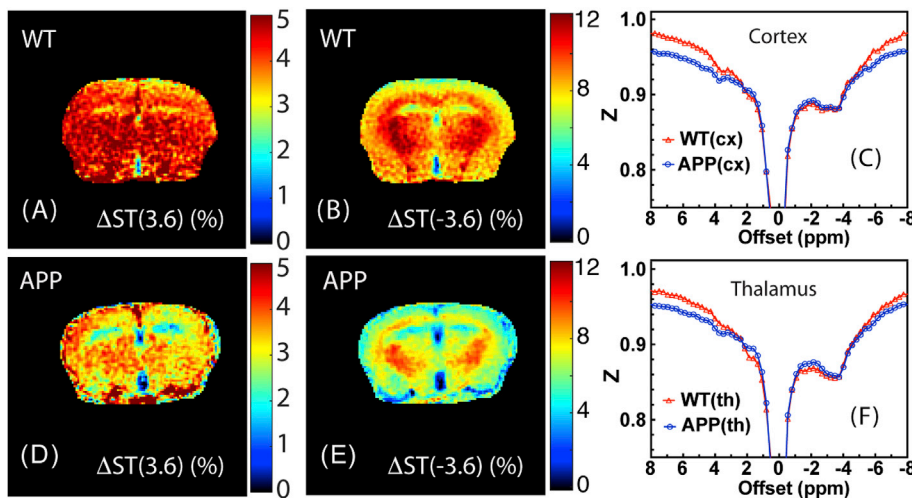 WT
5
4
3
2
1
0
(A)
ΔST(3.6) (%)
WT
12
8
4
0
(B)
ΔST(-3.6) (%)
1.0
0.9
0.8
Z
Cortex
WT(cx)
APP(cx)
(C)
8 6 4 2 0 -2 -4 -6 -8
Offset (ppm)
APP
5
4
3
2
1
0
(D)
ΔST(3.6) (%)
APP
12
8
4
0
(E)
ΔST(-3.6) (%)
1.0
0.9
0.8
Z
Thalamus
WT(th)
APP(th)
(F)
8 6 4 2 0 -2 -4 -6 -8
Offset (ppm)